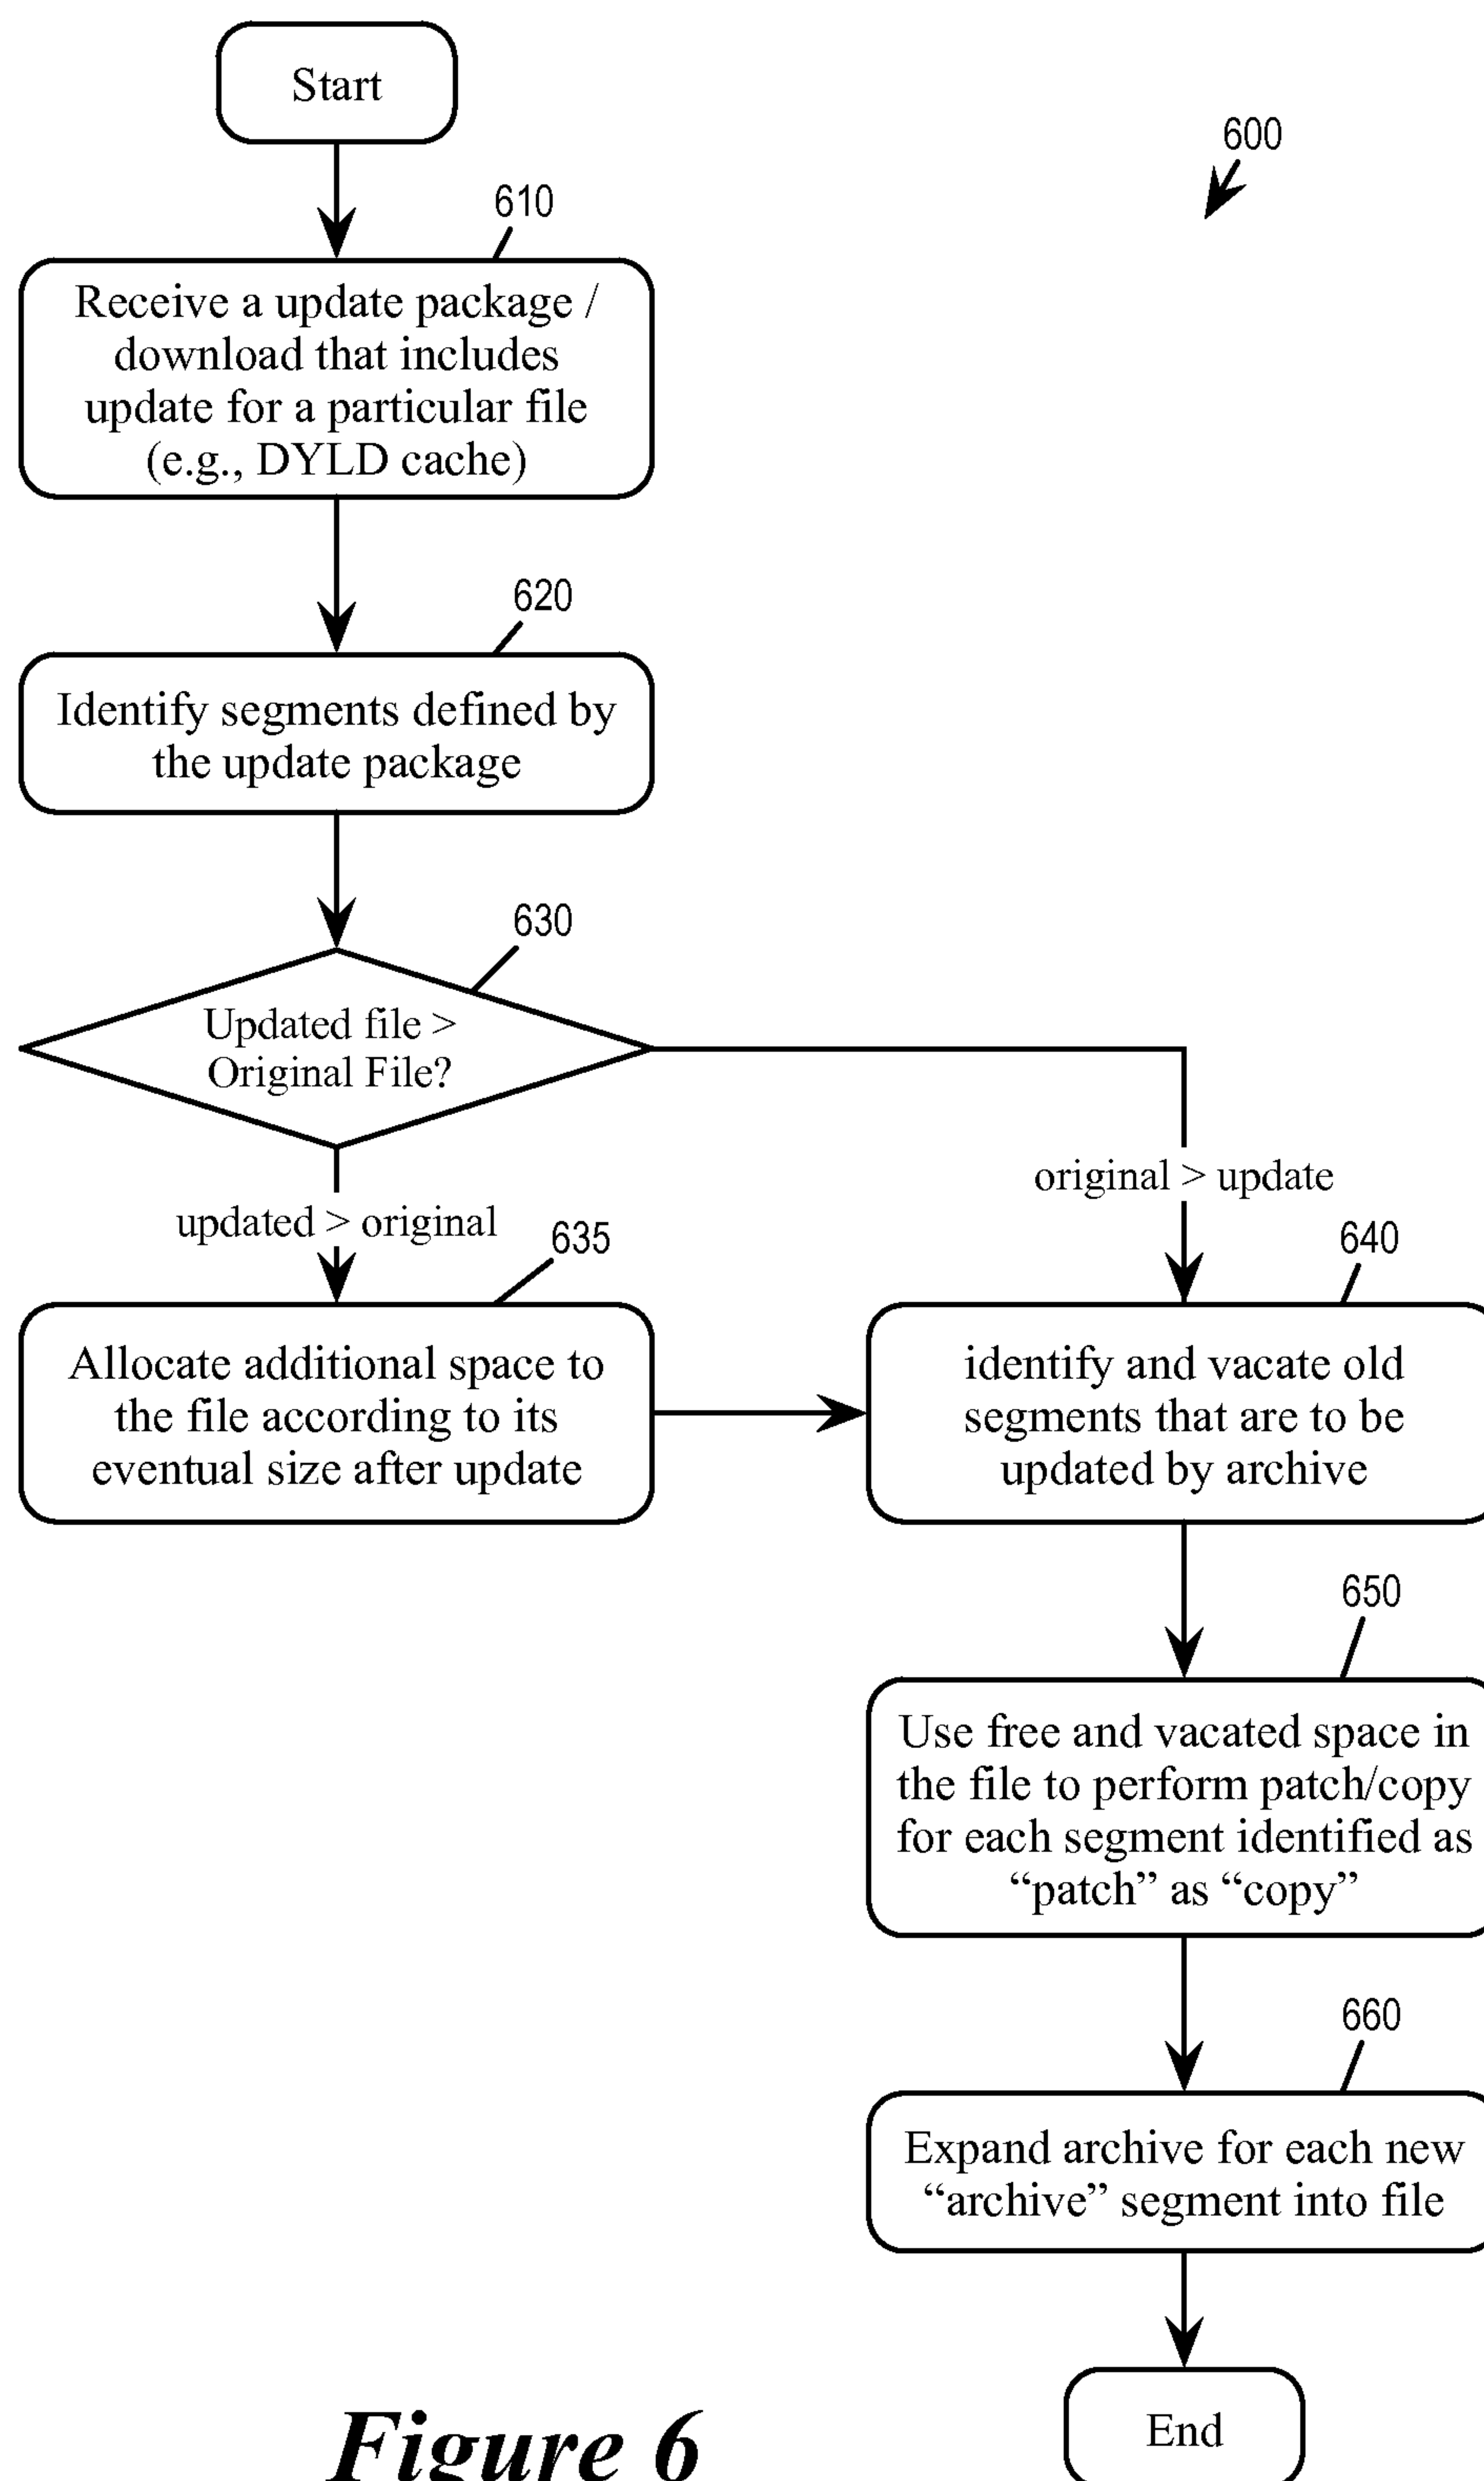 Start
600
610
Receive a update package /
download that includes
update for a particular file
(e.g., DYLD cache)
620
Identify segments defined by
the update package
630
Updated file >
Original File?
original > update
updated > original
635
Allocate additional space to
the file according to its
eventual size after update
640
identify and vacate old
segments that are to be
updated by archive
650
Use free and vacated space in
the file to perform patch/copy
for each segment identified as
“patch” as “copy”
660
Expand archive for each new
“archive” segment into file
End
Figure 6